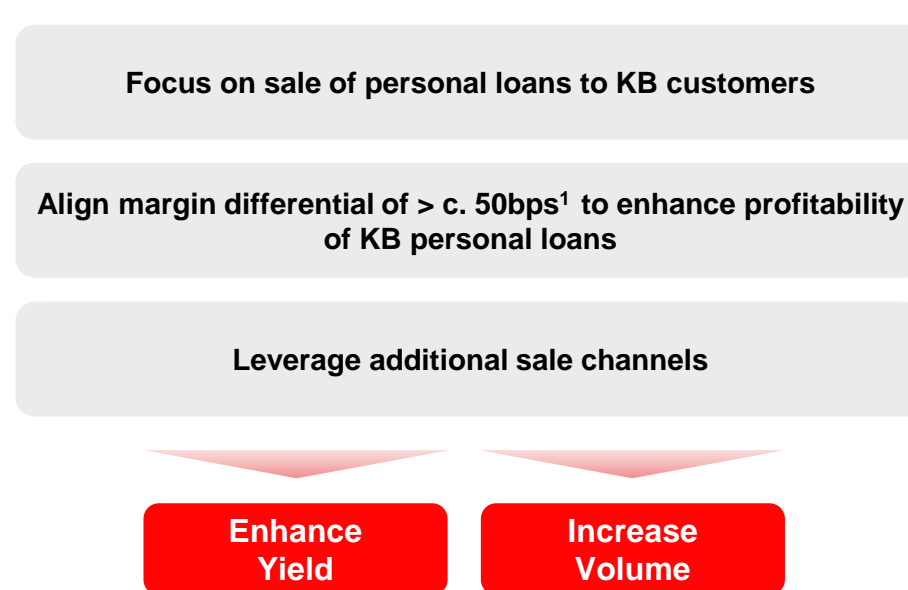 Focus on sale of personal loans to KB customers
Align margin differential of > c. 50bps¹ to enhance profitability
of KB personal loans
Leverage additional sale channels
Enhance
Yield
Increase
Volume